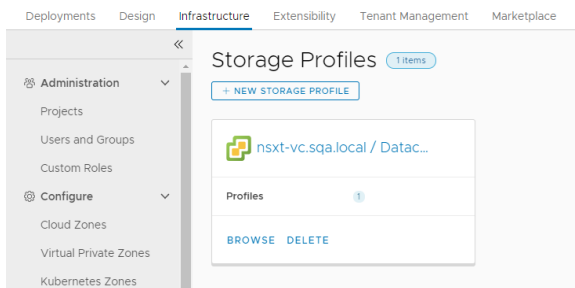 Deployments Design Infrastructure Extensibility Tenant Management Marketplace
Administration
Projects
Users and Groups
Custom Roles
Configure
Cloud Zones
Virtual Private Zones
Kubernetes Zones
Storage Profiles 1 items
+ NEW STORAGE PROFILE
nsxt-vc.sqa.local / Datac...
Profiles 1
BROWSE DELETE